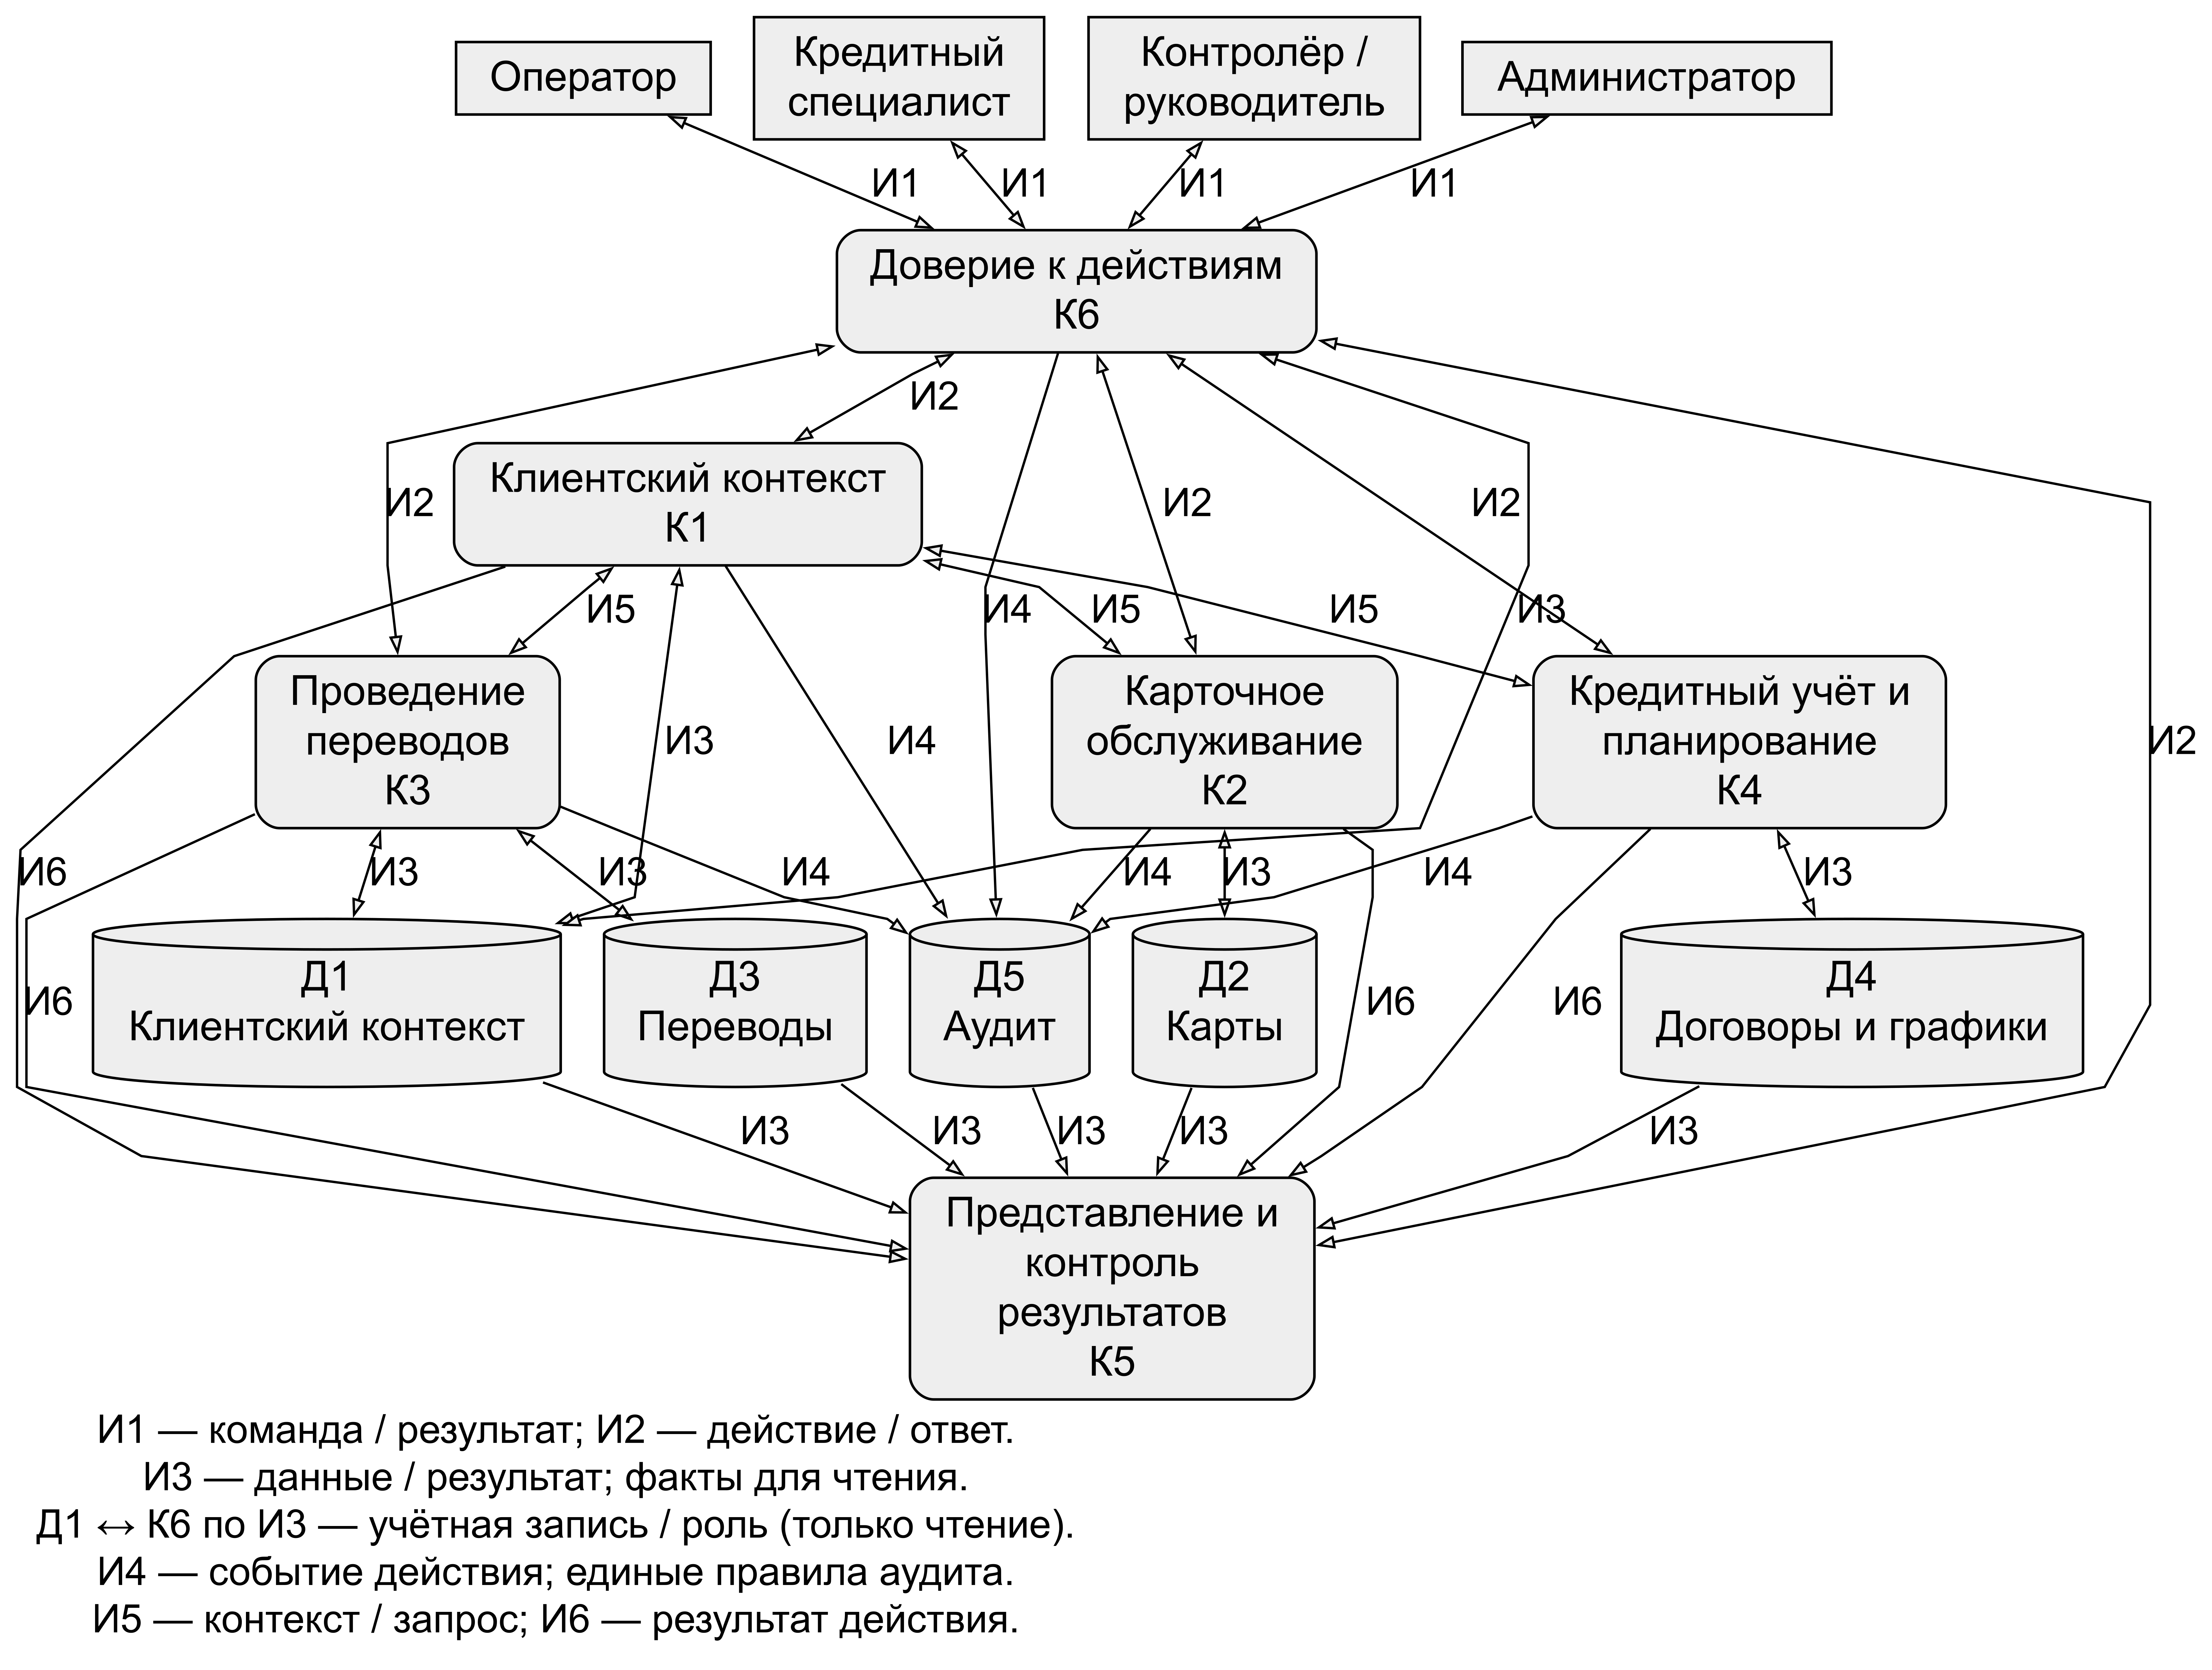 Оператор
Кредитный
специалист
Контролёр /
руководитель
Администратор
И1
И1
И1
И1
Доверие к действиям
К6
И2
Клиентский контекст
К1
И2
И2
И2
И5
И4
И5
И5
И3
Проведение
переводов
К3
Карточное
обслуживание
К2
Кредитный учёт и
планирование
К4
И3
И4
И2
И6
И3
И3
И4
И4
И3
И4
И3
Д1
Клиентский контекст
Д3
Переводы
Д5
Аудит
Д2
Карты
Д4
Договоры и графики
И6
И6
И6
И3
И3
И3
И3
И3
Представление и
контроль
результатов
К5
И1 — команда / результат; И2 — действие / ответ.
И3 — данные / результат; факты для чтения.
Д1 ↔ К6 по И3 — учётная запись / роль (только чтение).
И4 — событие действия; единые правила аудита.
И5 — контекст / запрос; И6 — результат действия.